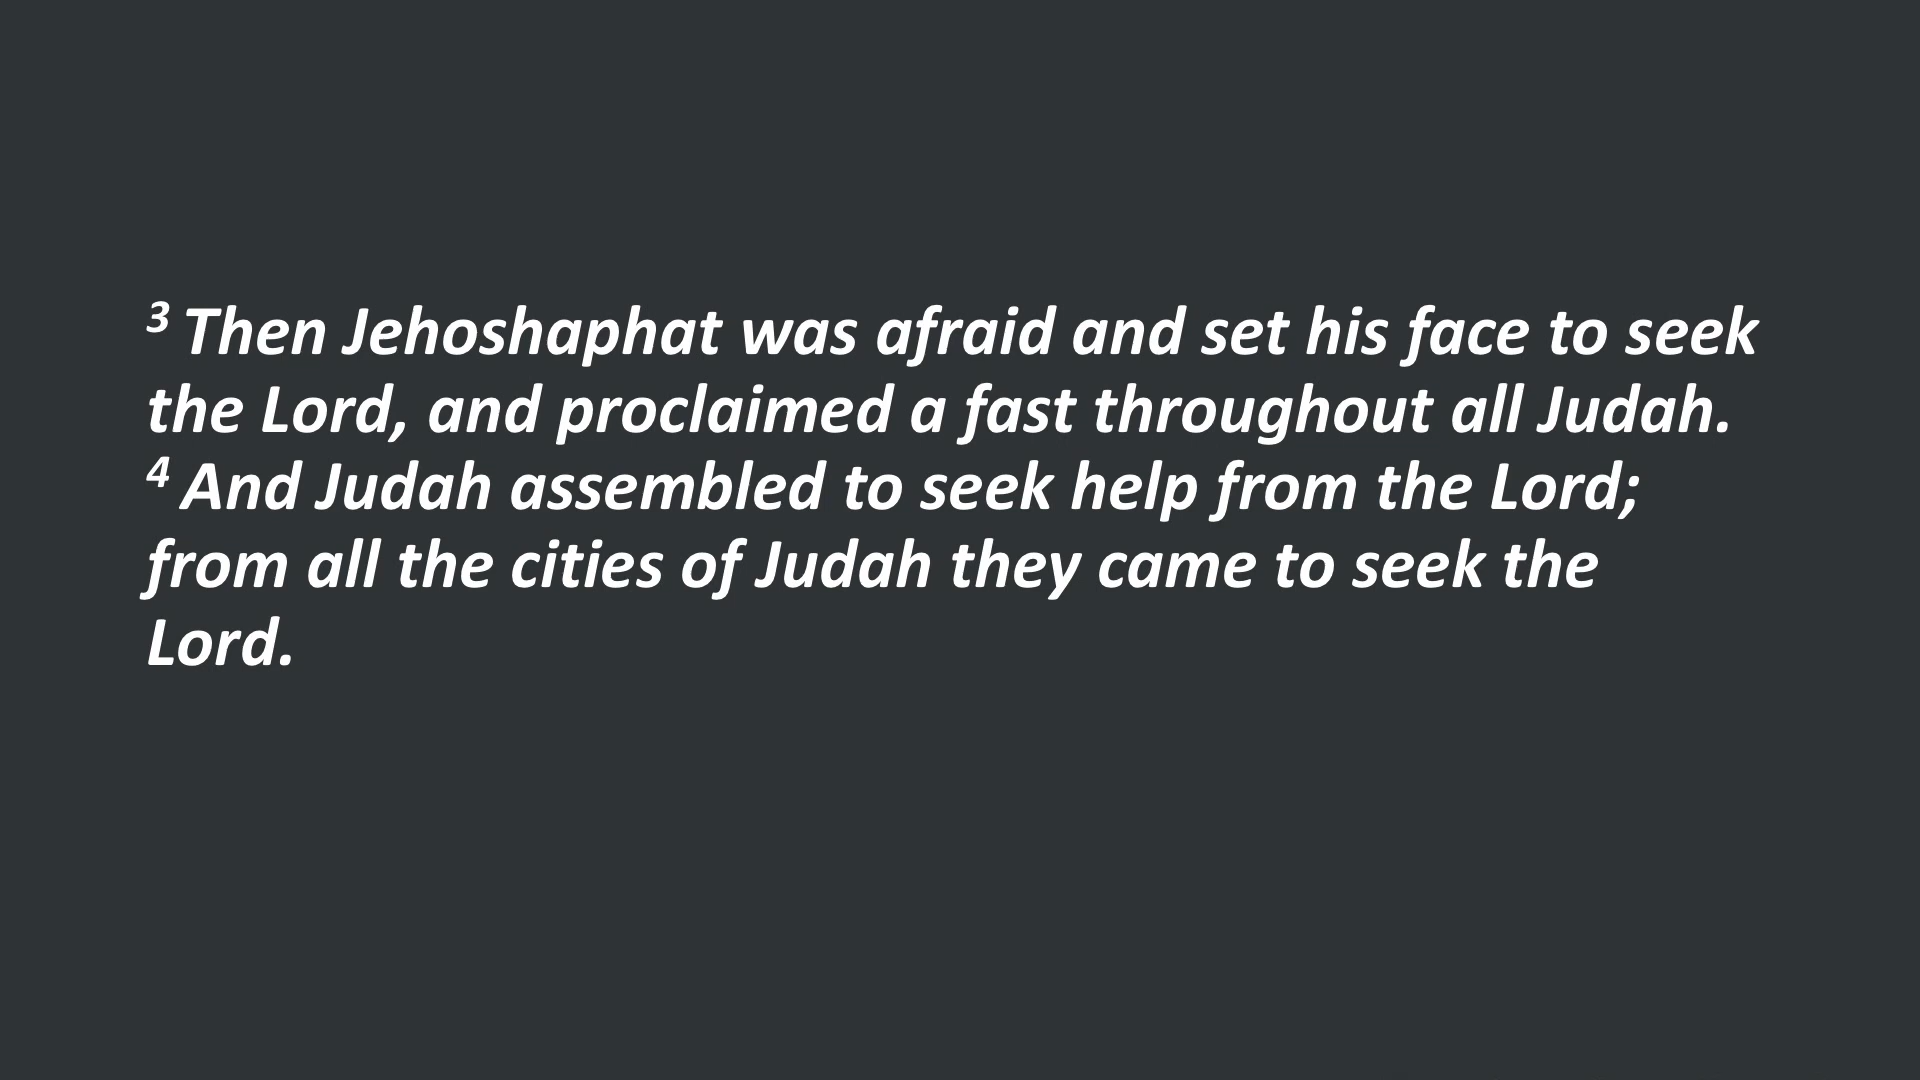 ³ Then Jehoshaphat was afraid and set his face to seek
the Lord, and proclaimed a fast throughout all Judah.
⁴ And Judah assembled to seek help from the Lord;
from all the cities of Judah they came to seek the
Lord.